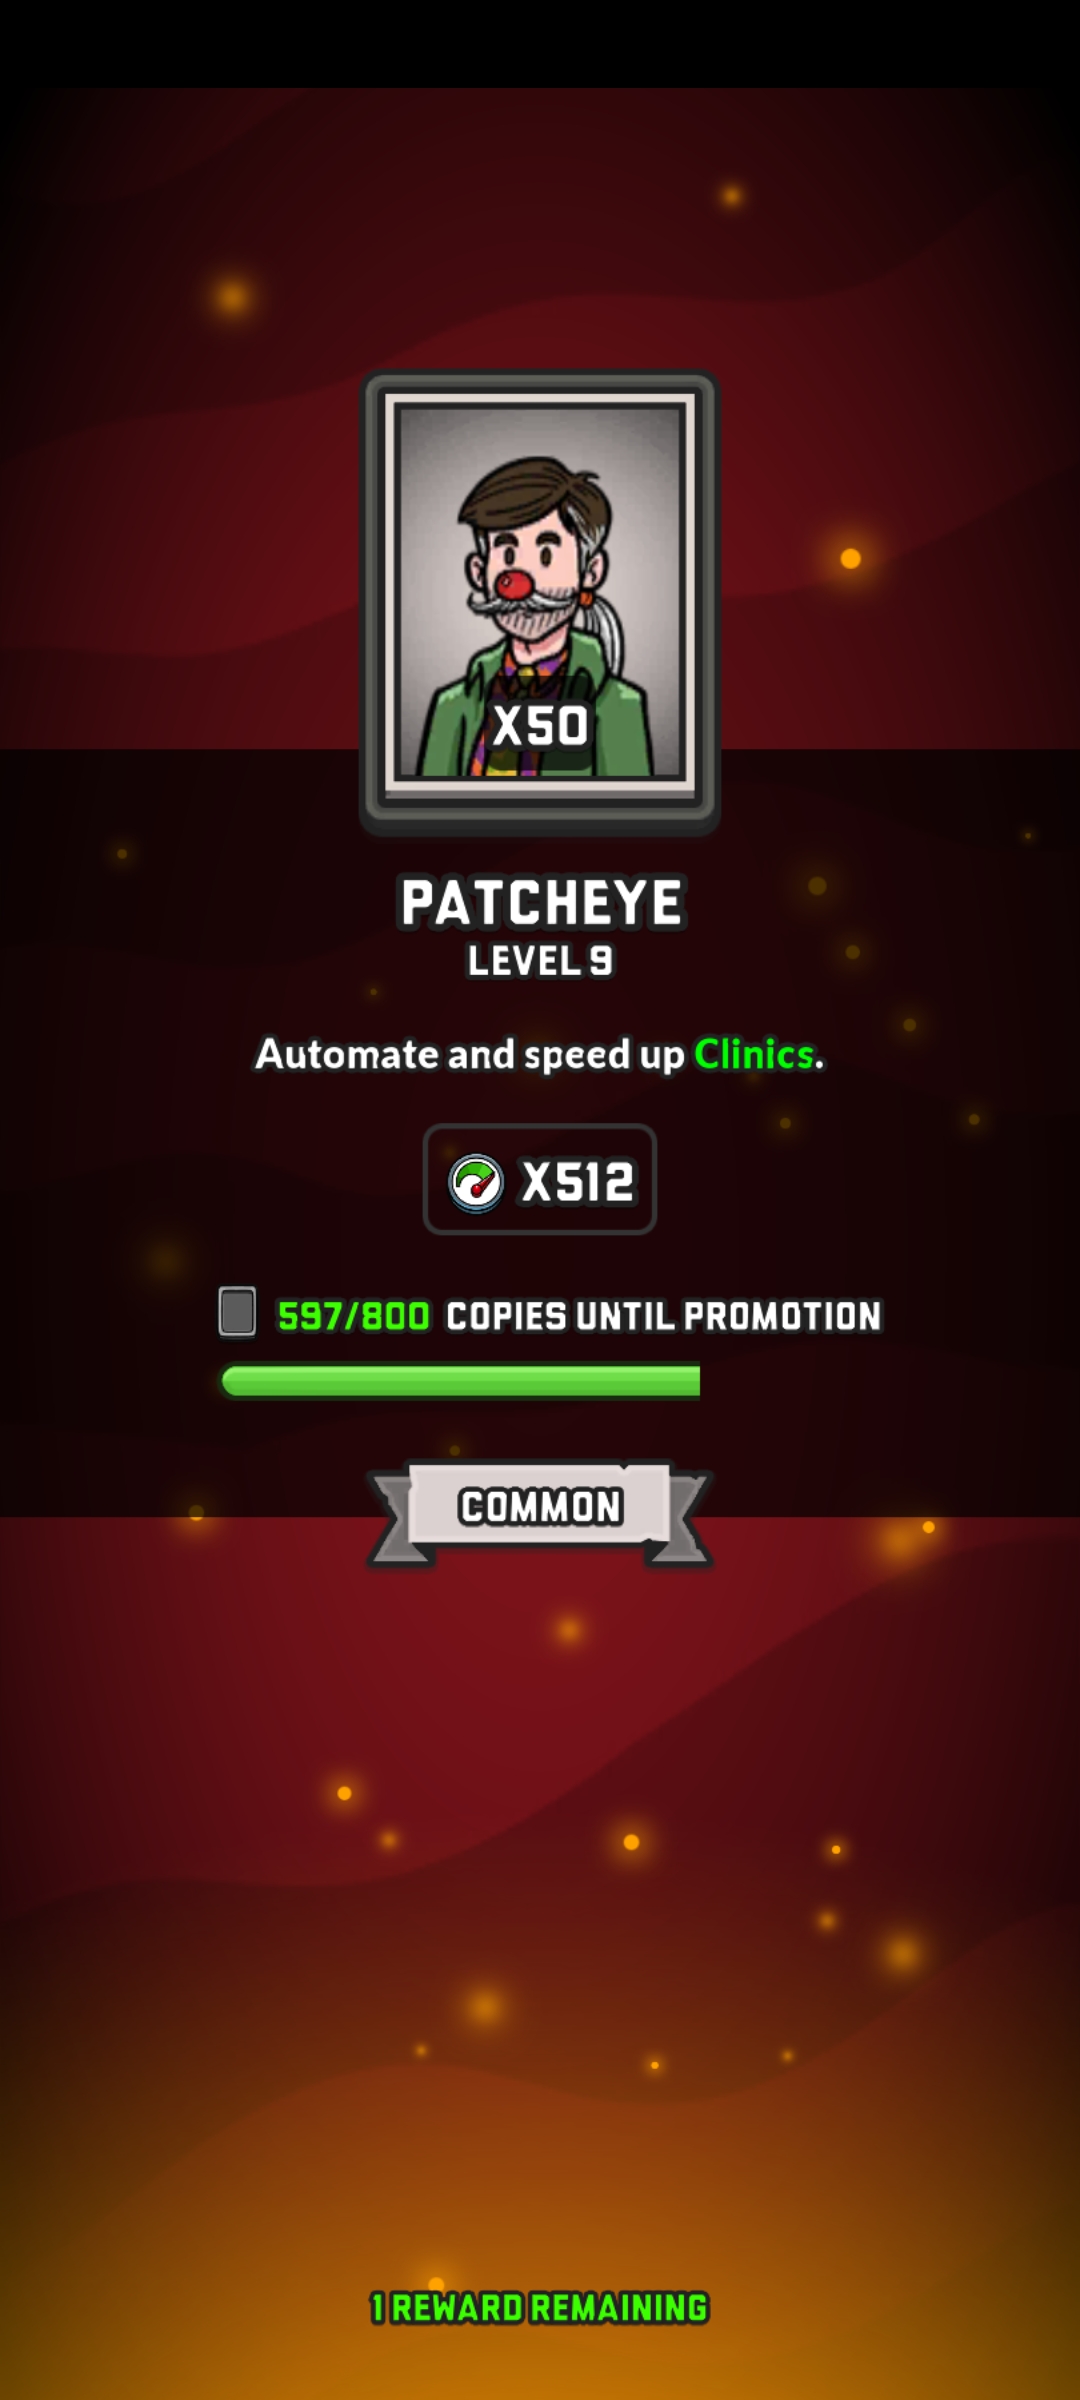 X50
PATCHEYE
LEVEL 9
Automate and speed up Clinics.
X512
597/800 COPIES UNTIL PROMOTION
COMMON
1 REWARD REMAINING